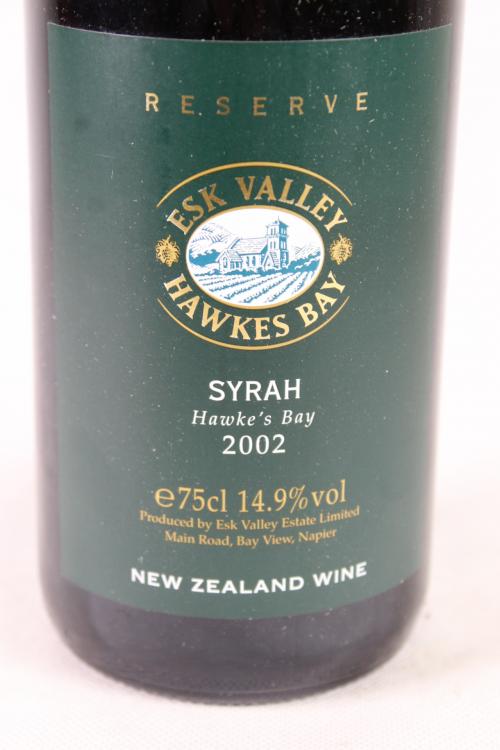 RESERVE
ESK VALLEY
HAWKES BAY
SYRAH
Hawke's Bay
2002
℮75cl 14.9%vol
Produced by Esk Valley Estate Limited
Main Road, Bay View, Napier
NEW ZEALAND WINE